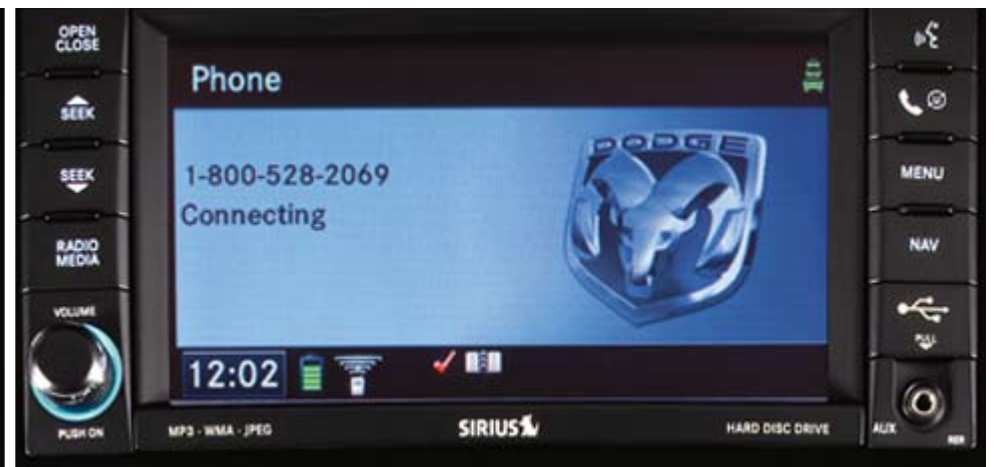 OPEN
CLOSE
SEEK
SEEK
RADIO
MEDIA
VOLUME
PUSH ON
Phone
1-800-528-2069
Connecting
DODGE
12:02
MP3 - WMA - JPEG
SIRIUS
HARD DISC DRIVE
MENU
NAV
PULL
AUX